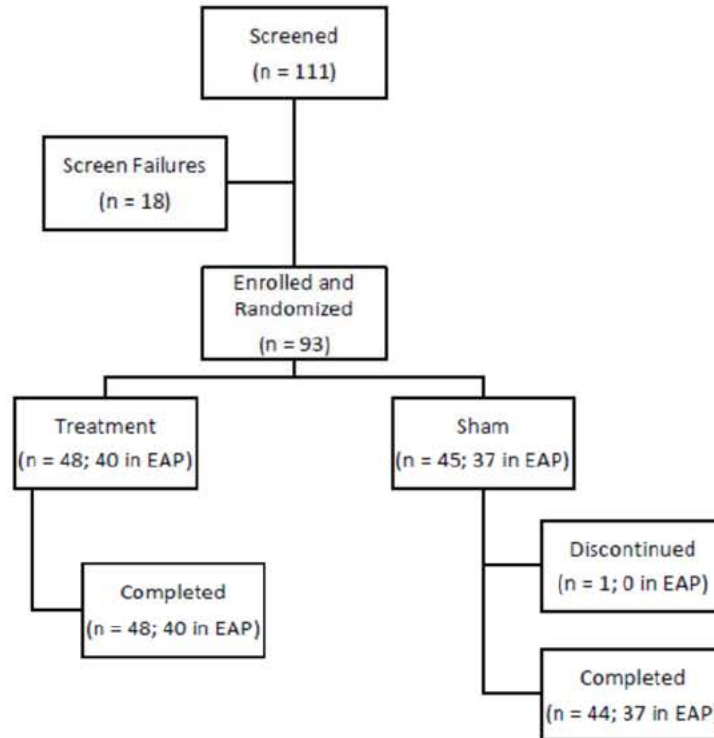 Screened
(n = 111)
Screen Failures
(n = 18)
Enrolled and
Randomized
(n = 93)
Treatment
(n = 48; 40 in EAP)
Sham
(n = 45; 37 in EAP)
Discontinued
(n = 1; 0 in EAP)
Completed
(n = 48; 40 in EAP)
Completed
(n = 44; 37 in EAP)